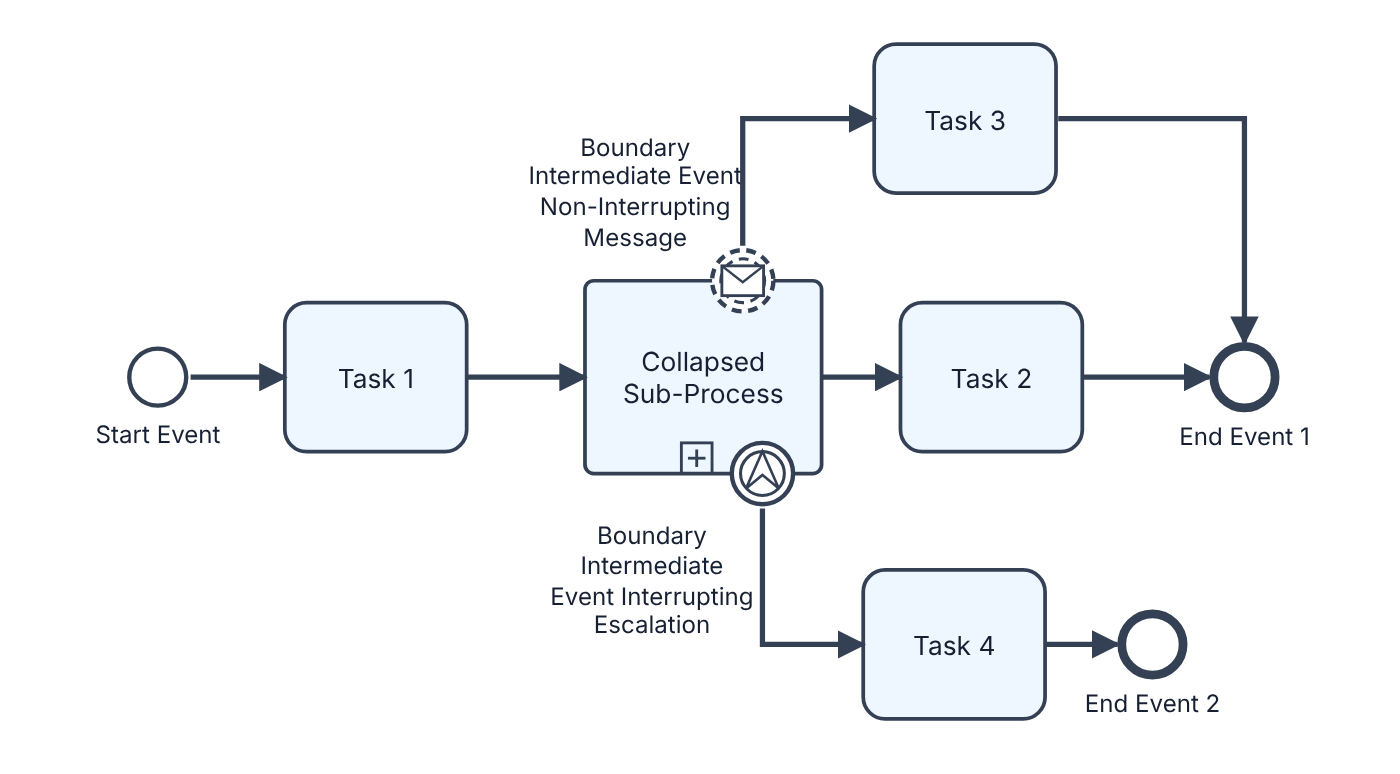 Task 3
Boundary
Intermediate Event
Non-Interrupting
Message
Start Event
Task 1
Collapsed
Sub-Process
Task 2
End Event 1
Boundary
Intermediate
Event Interrupting
Escalation
Task 4
End Event 2